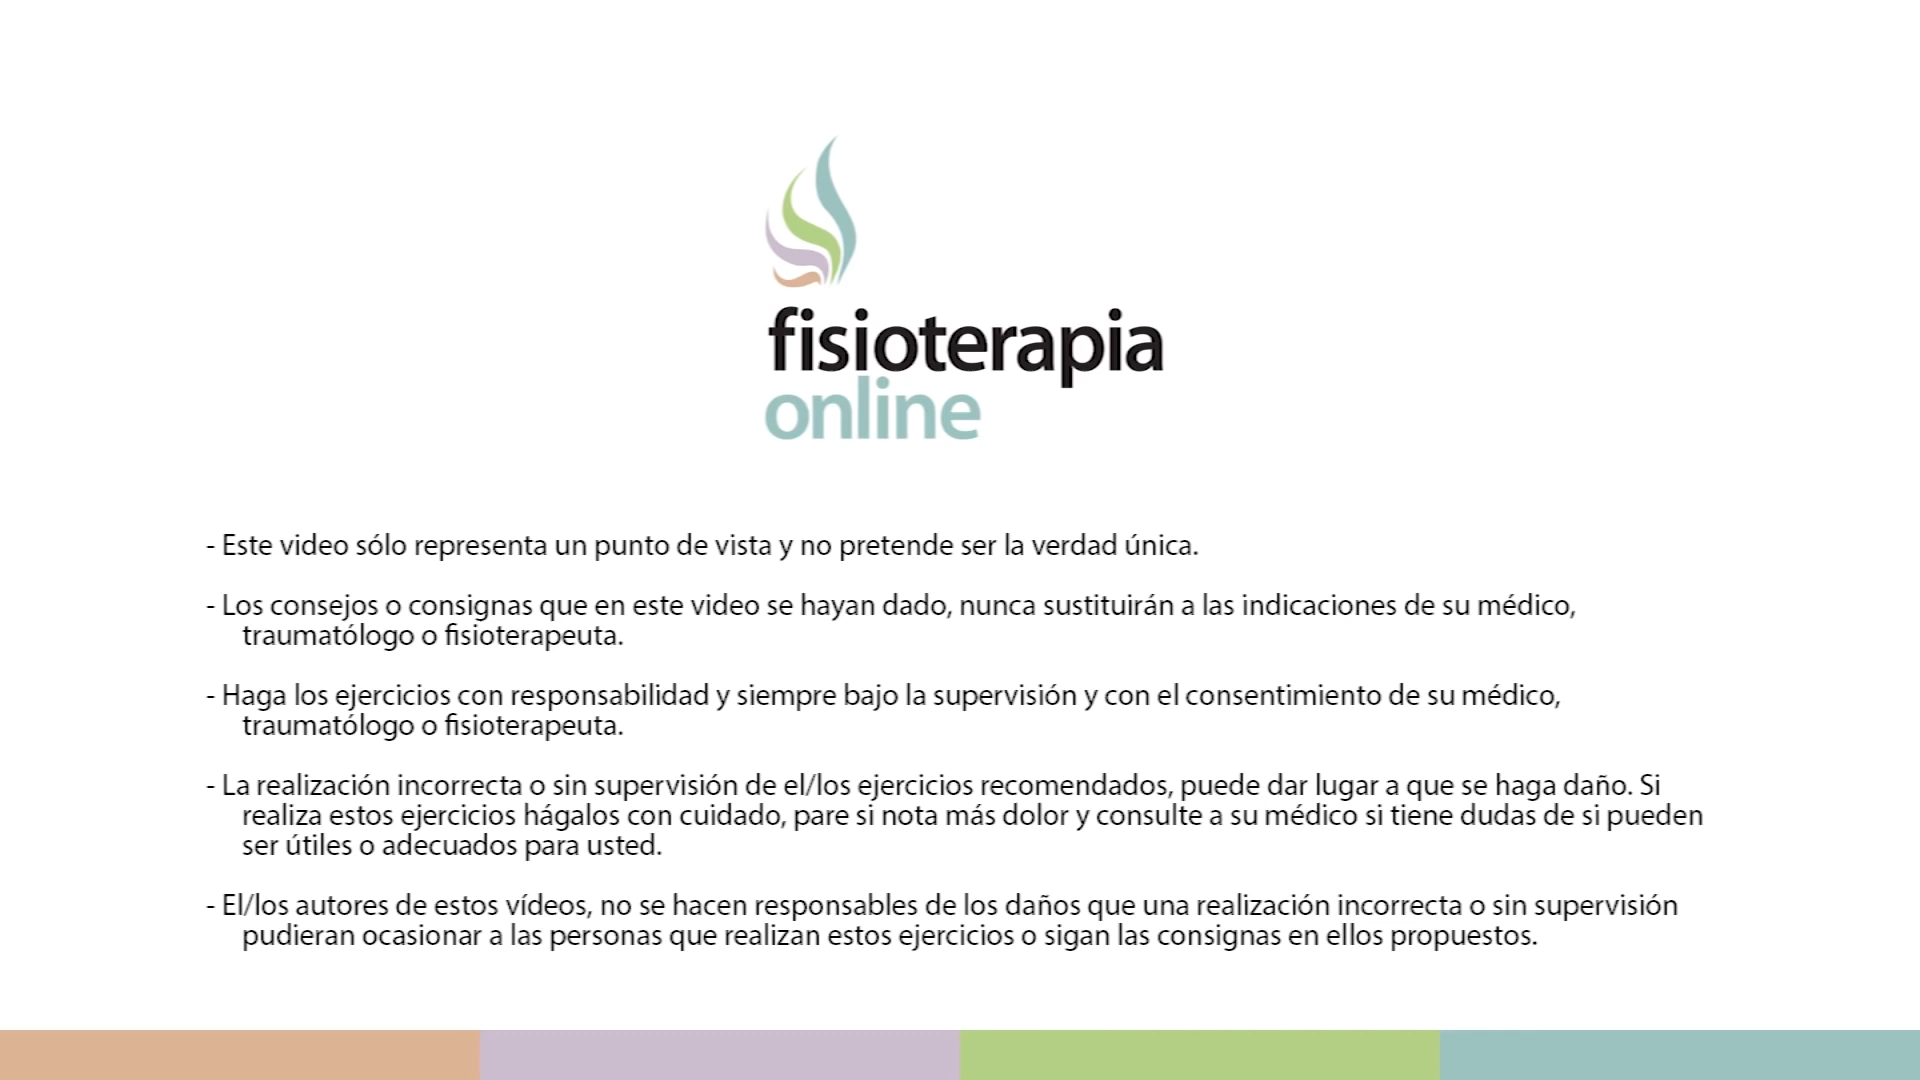 fisioterapia
online
- Este video sólo representa un punto de vista y no pretende ser la verdad única.
- Los consejos o consignas que en este video se hayan dado, nunca sustituirán a las indicaciones de su médico,
traumatólogo o fisioterapeuta.
- Haga los ejercicios con responsabilidad y siempre bajo la supervisión y con el consentimiento de su médico,
traumatólogo o fisioterapeuta.
- La realización incorrecta o sin supervisión de el/los ejercicios recomendados, puede dar lugar a que se haga daño. Si
realiza estos ejercicios hágalos con cuidado, pare si nota más dolor y consulte a su médico si tiene dudas de si pueden
ser útiles o adecuados para usted.
- El/los autores de estos vídeos, no se hacen responsables de los daños que una realización incorrecta o sin supervisión
pudieran ocasionar a las personas que realizan estos ejercicios o sigan las consignas en ellos propuestos.